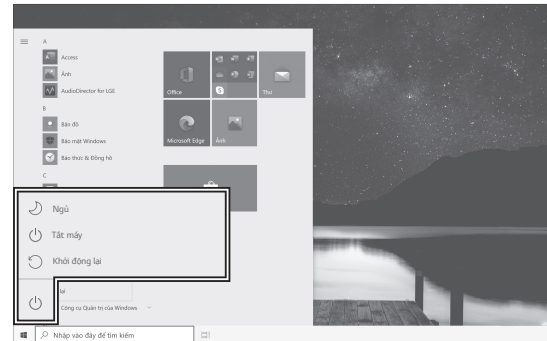 A
Access
Ảnh
AudioDirector for LGE
B
Bản đồ
Bảo mật Windows
Báo thức & Đồng hồ
C
Office
Thư
Microsoft Edge
Ảnh
Ngủ
Tắt máy
Khởi động lại
lại
Công cụ Quản trị của Windows
Nhập vào đây để tìm kiếm